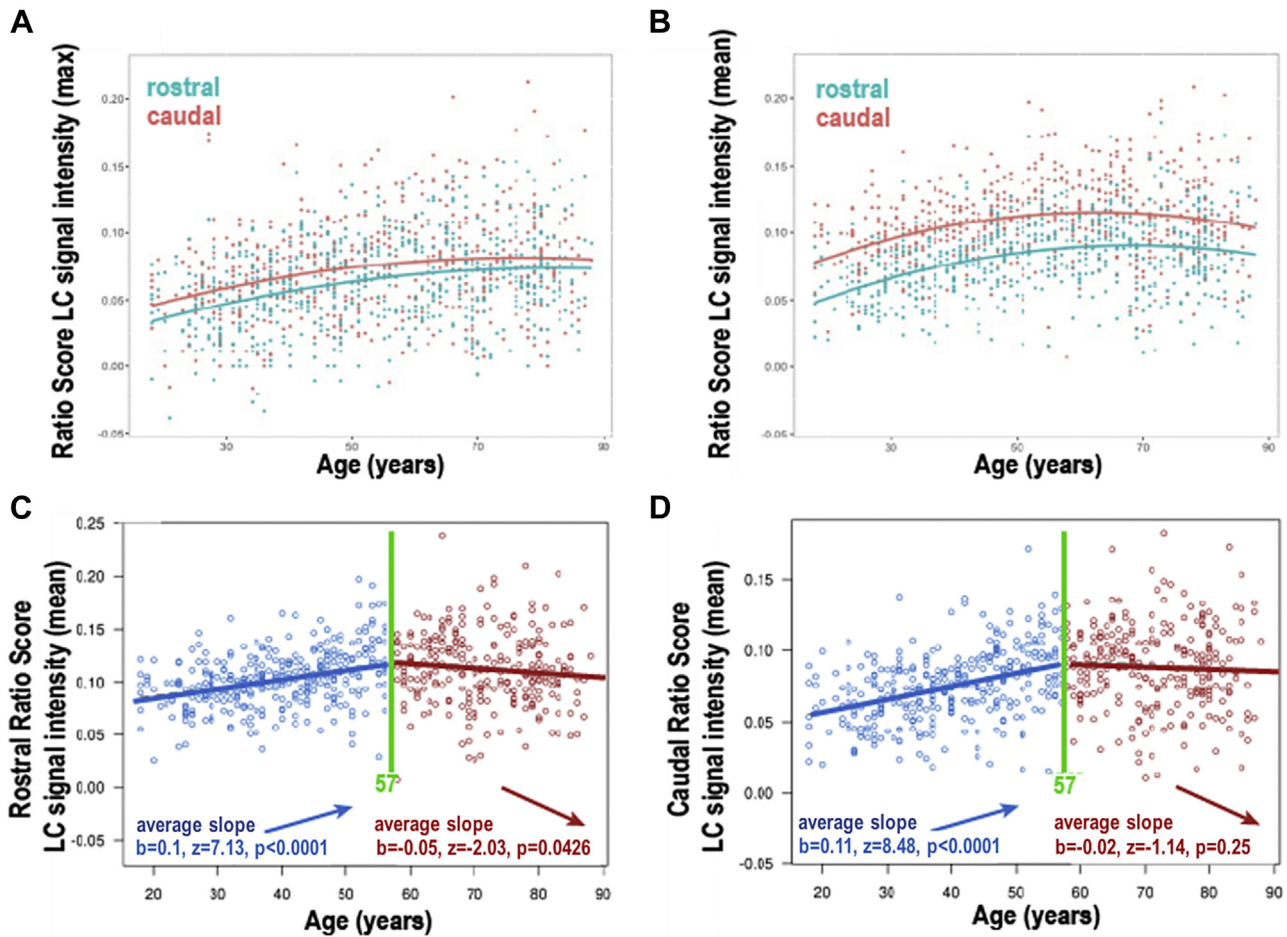 A
Ratio Score LC signal intensity (max)
rostral
caudal
0.20
0.15
0.10
0.05
0.00
-0.05
30
50
70
90
Age (years)
B
Ratio Score LC signal intensity (mean)
rostral
caudal
0.20
0.15
0.10
0.05
0.00
-0.05
30
50
70
90
Age (years)
C
Rostral Ratio Score
LC signal intensity (mean)
0.25
0.20
0.15
0.10
0.05
0.00
-0.05
57
average slope
b=0.1, z=7.13, p<0.0001
average slope
b=-0.05, z=-2.03, p=0.0426
20
30
40
50
60
70
80
90
Age (years)
D
Caudal Ratio Score
LC signal intensity (mean)
0.15
0.10
0.05
0.00
-0.05
57
average slope
b=0.11, z=8.48, p<0.0001
average slope
b=-0.02, z=-1.14, p=0.25
20
30
40
50
60
70
80
90
Age (years)